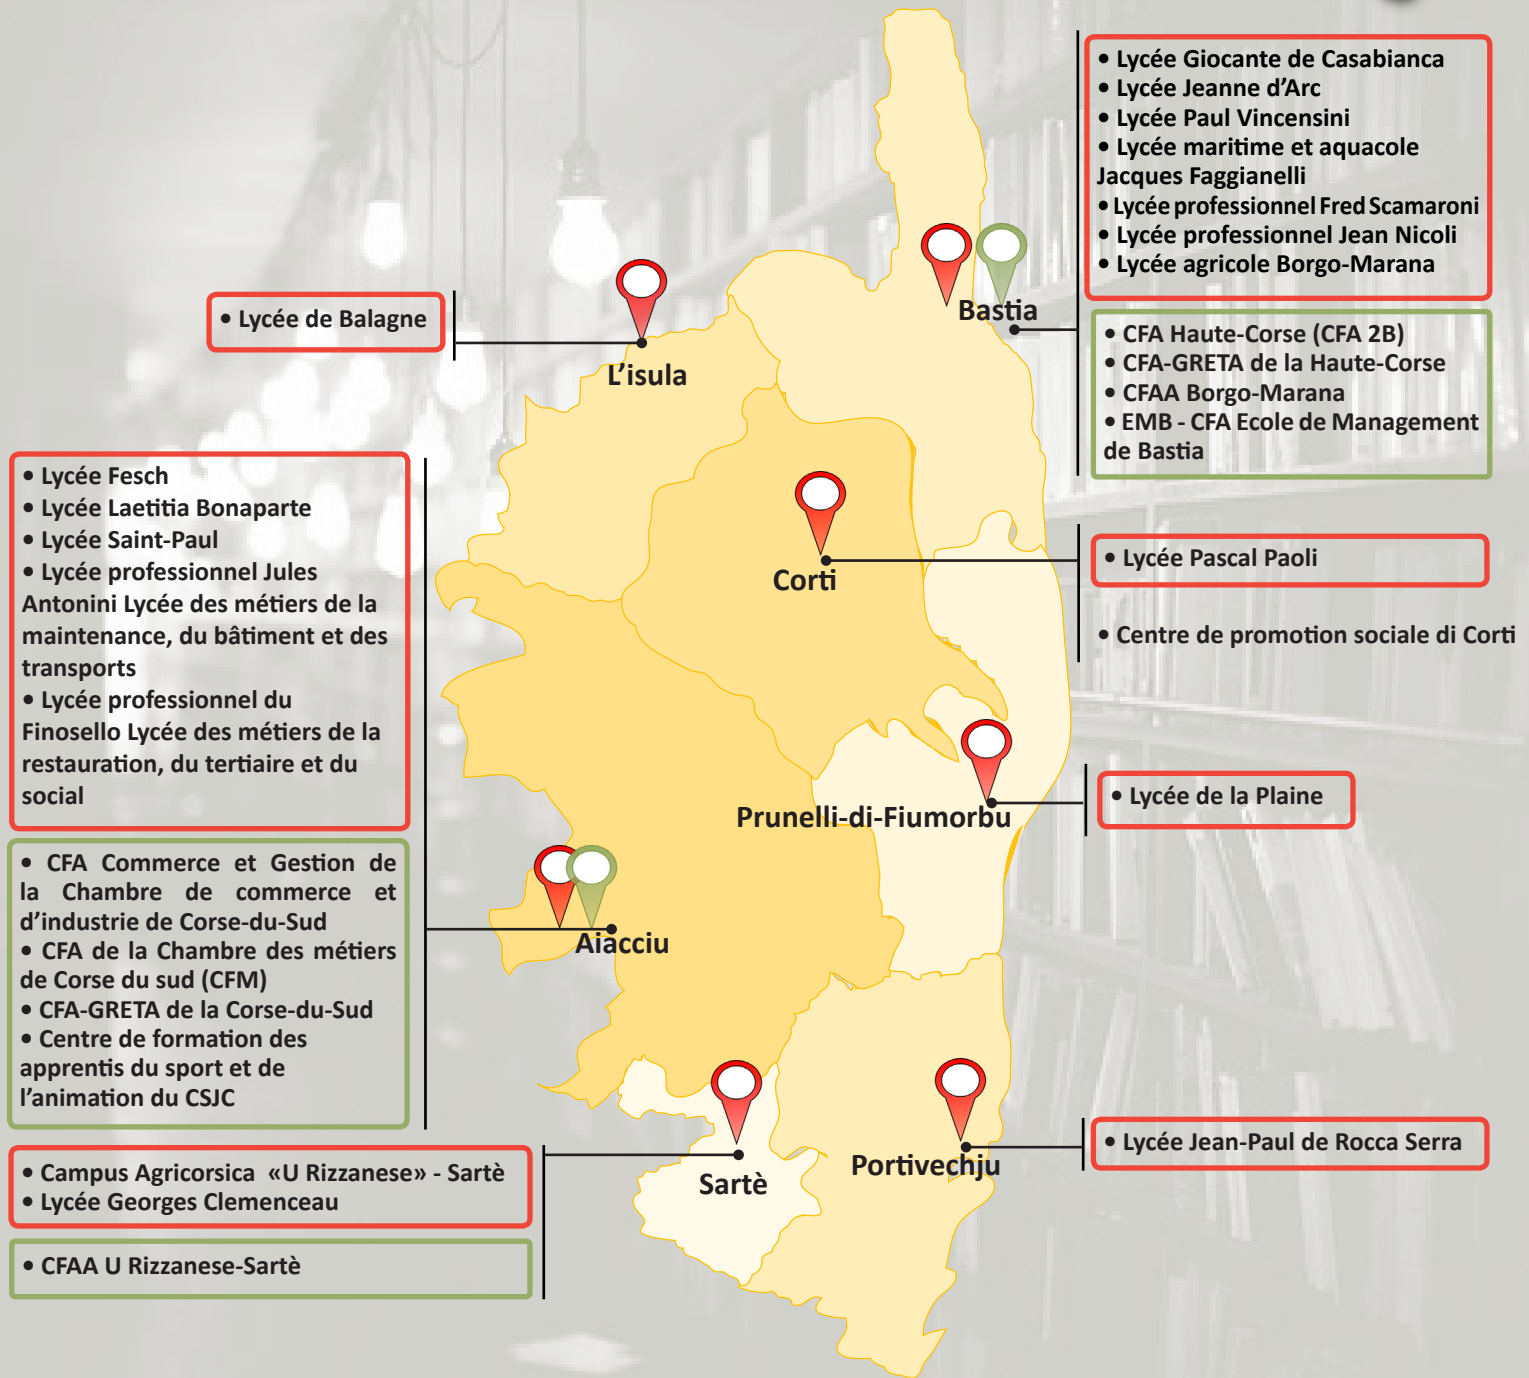 • Lycée Giocante de Casabianca
• Lycée Jeanne d'Arc
• Lycée Paul Vincensini
• Lycée maritime et aquacole
Jacques Faggianelli
• Lycée professionnel Fred Scamaroni
• Lycée professionnel Jean Nicoli
• Lycée agricole Borgo-Marana
Bastia
• CFA Haute-Corse (CFA 2B)
• CFA-GRETA de la Haute-Corse
• CFAA Borgo-Marana
• EMB - CFA Ecole de Management
de Bastia
• Lycée de Balagne
L'isula
• Lycée Fesch
• Lycée Laetitia Bonaparte
• Lycée Saint-Paul
• Lycée professionnel Jules
Antonini Lycée des métiers de la
maintenance, du bâtiment et des
transports
• Lycée professionnel du
Finosello Lycée des métiers de la
restauration, du tertiaire et du
social
• CFA Commerce et Gestion de
la Chambre de commerce et
d'industrie de Corse-du-Sud
• CFA de la Chambre des métiers
de Corse du sud (CFM)
• CFA-GRETA de la Corse-du-Sud
• Centre de formation des
apprentis du sport et de
l'animation du CSJC
Aiacciu
Corti
• Lycée Pascal Paoli
• Centre de promotion sociale di Corti
Prunelli-di-Fiumorbu
• Lycée de la Plaine
• Campus Agricorsica «U Rizzanese» - Sartè
• Lycée Georges Clemenceau
• CFAA U Rizzanese-Sartè
Sartè
Portivechju
• Lycée Jean-Paul de Rocca Serra